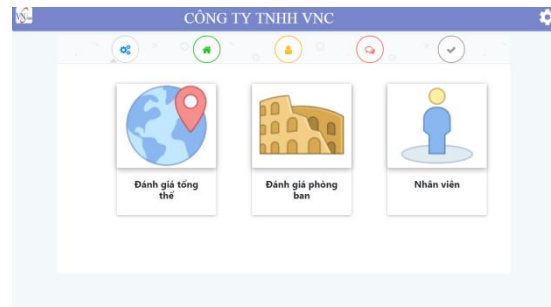 CÔNG TY TNHH VNC
Đánh giá tổng
thể
Đánh giá phòng
ban
Nhân viên